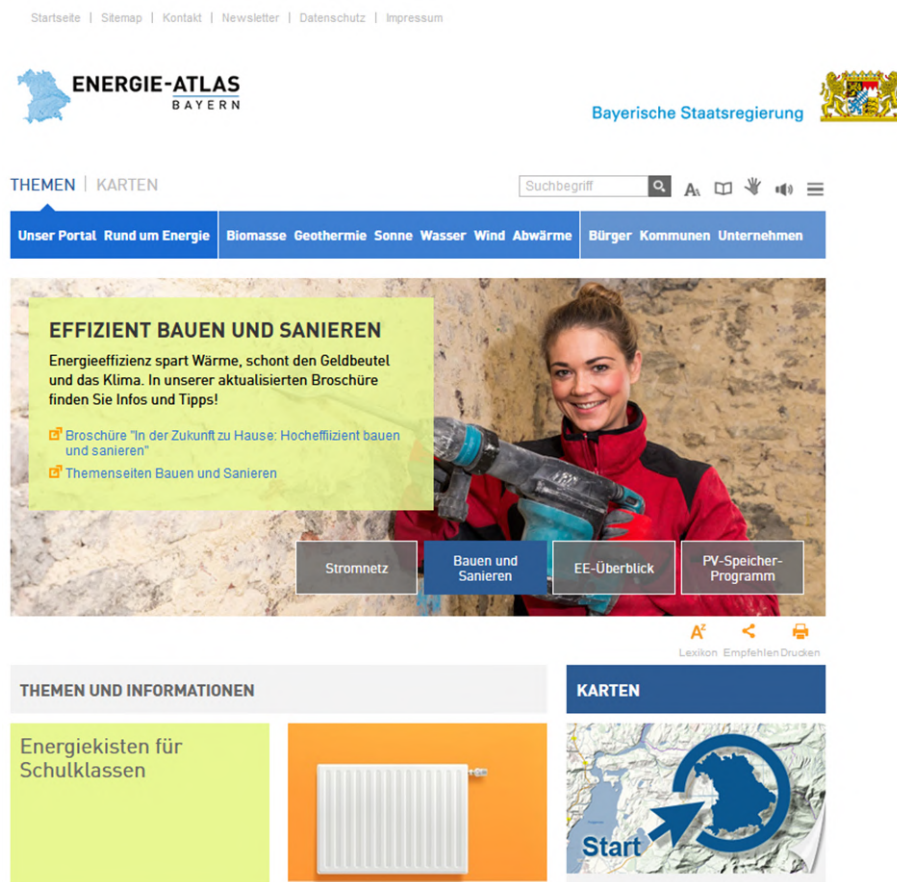 Startseite | Sitemap | Kontakt | Newsletter | Datenschutz | Impressum
ENERGIE-ATLAS
BAYERN
Bayerische Staatsregierung
THEMEN | KARTEN
Suchbegriff
Unser Portal Rund um Energie Biomasse Geothermie Sonne Wasser Wind Abwärme Bürger Kommunen Unternehmen
EFFIZIENT BAUEN UND SANIEREN
Energieeffizienz spart Wärme, schont den Geldbeutel
und das Klima. In unserer aktualisierten Broschüre
finden Sie Infos und Tipps!
Broschüre "In der Zukunft zu Hause: Hocheffiizient bauen
und sanieren"
Themenseiten Bauen und Sanieren
Stromnetz
Bauen und
Sanieren
EE-Überblick
PV-Speicher-
Programm
Lexikon Empfehlen Drucken
THEMEN UND INFORMATIONEN
KARTEN
Energiekisten für
Schulklassen
Start